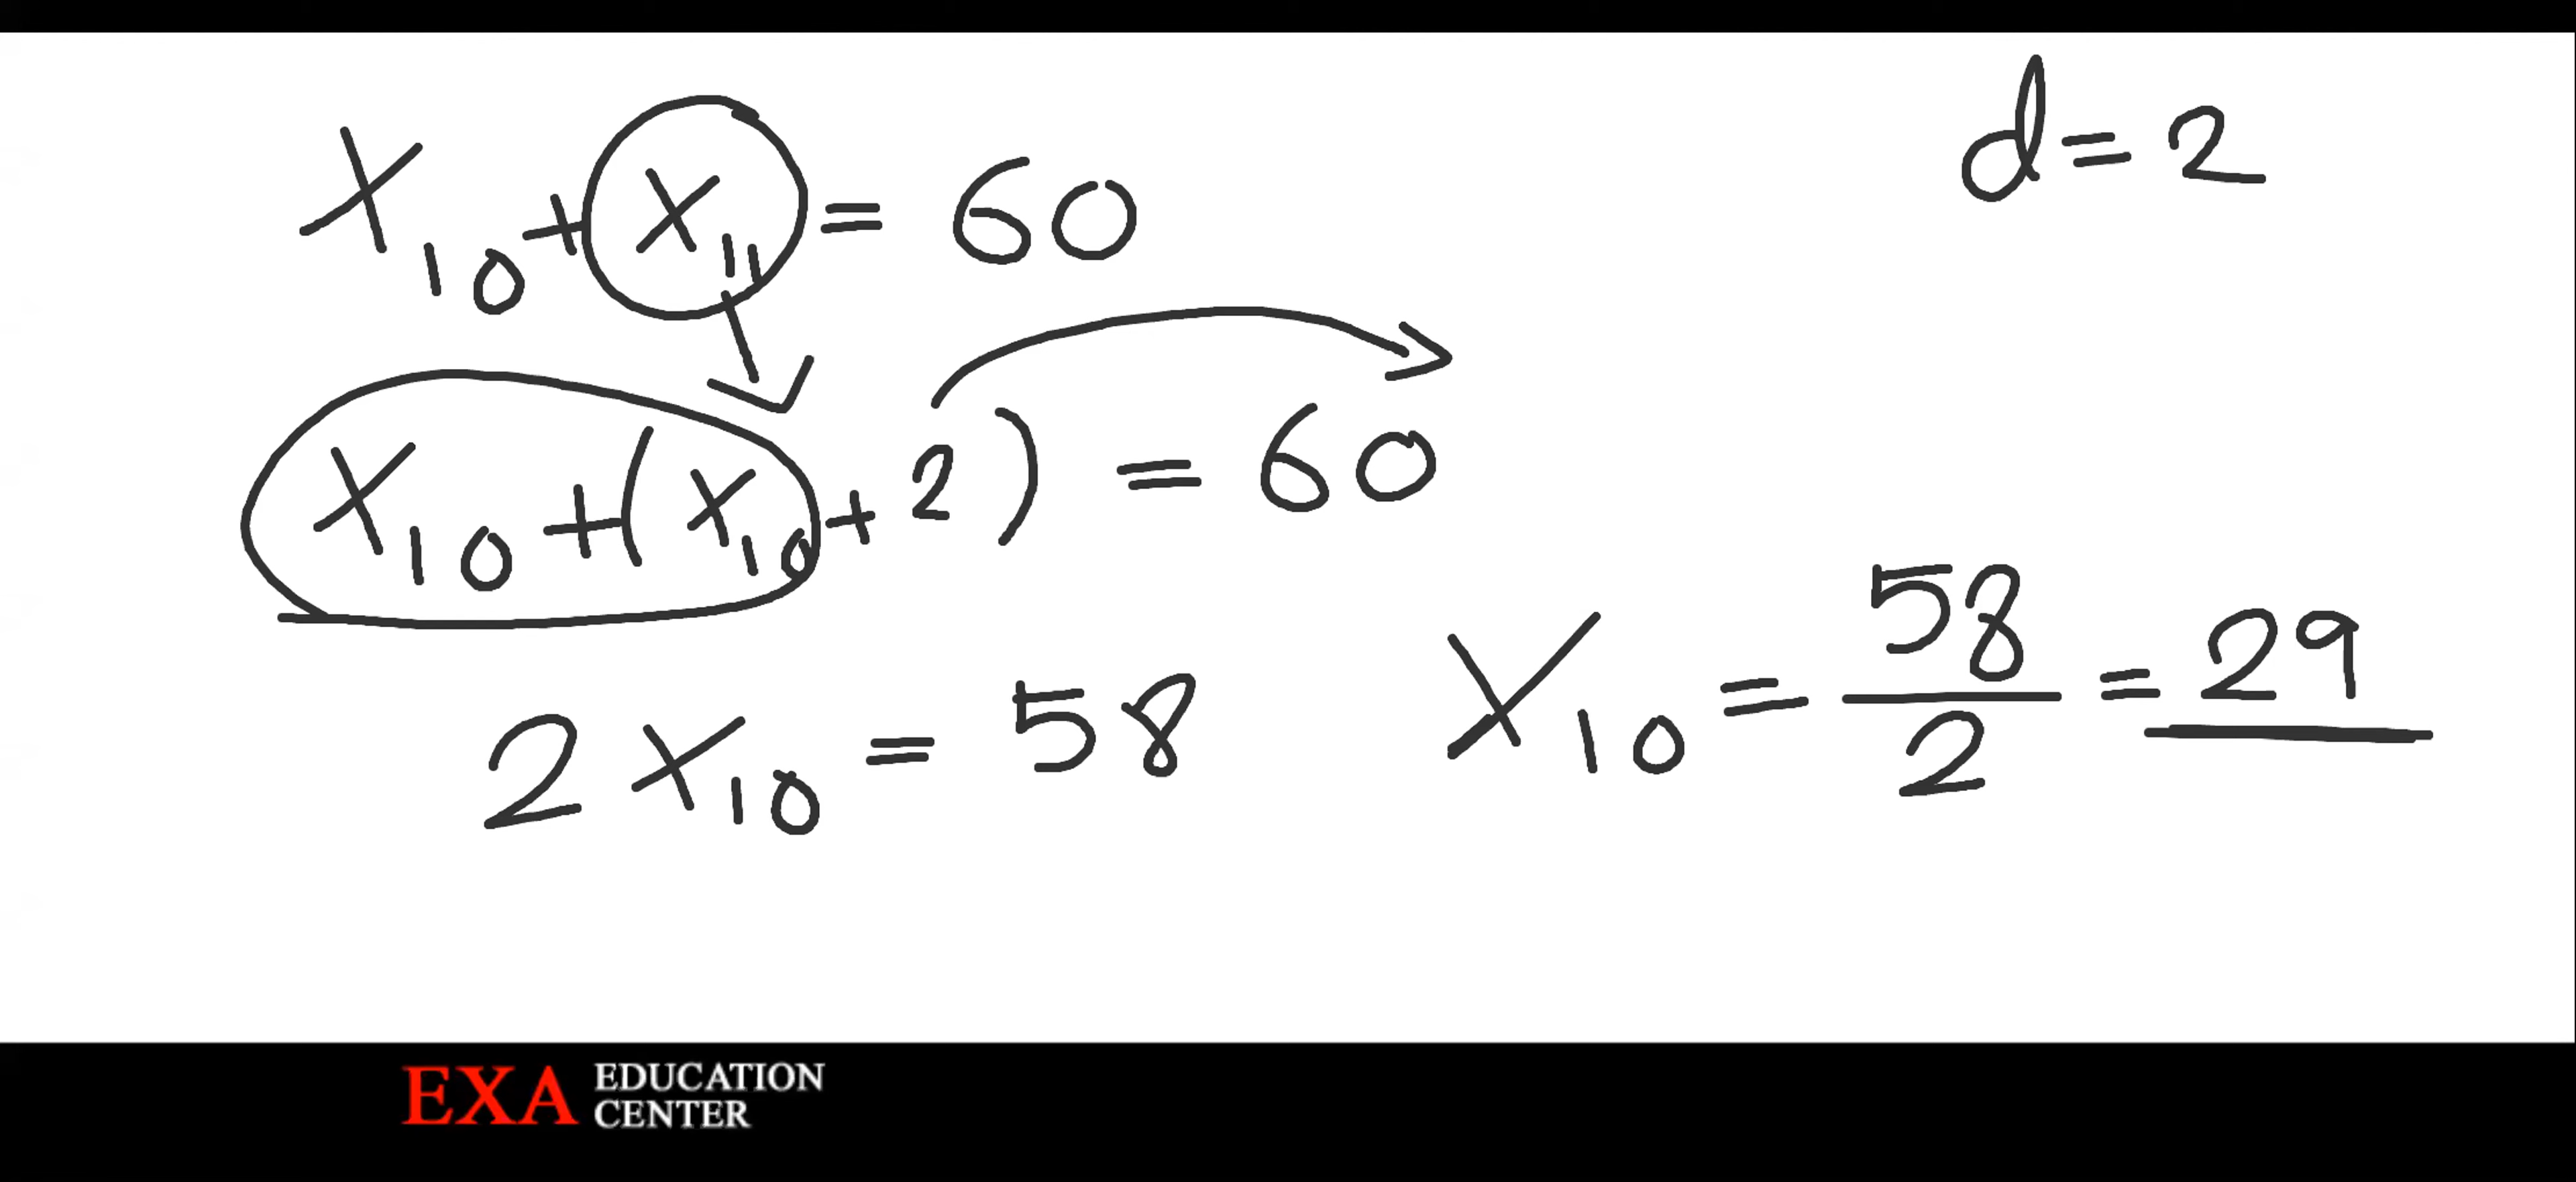 d = 2
X₁₀ + X₁₁ = 60
X₁₀ + (X₁₀ + 2) = 60
2X₁₀ = 58
X₁₀ = 58/2 = 29
EXA EDUCATION
CENTER